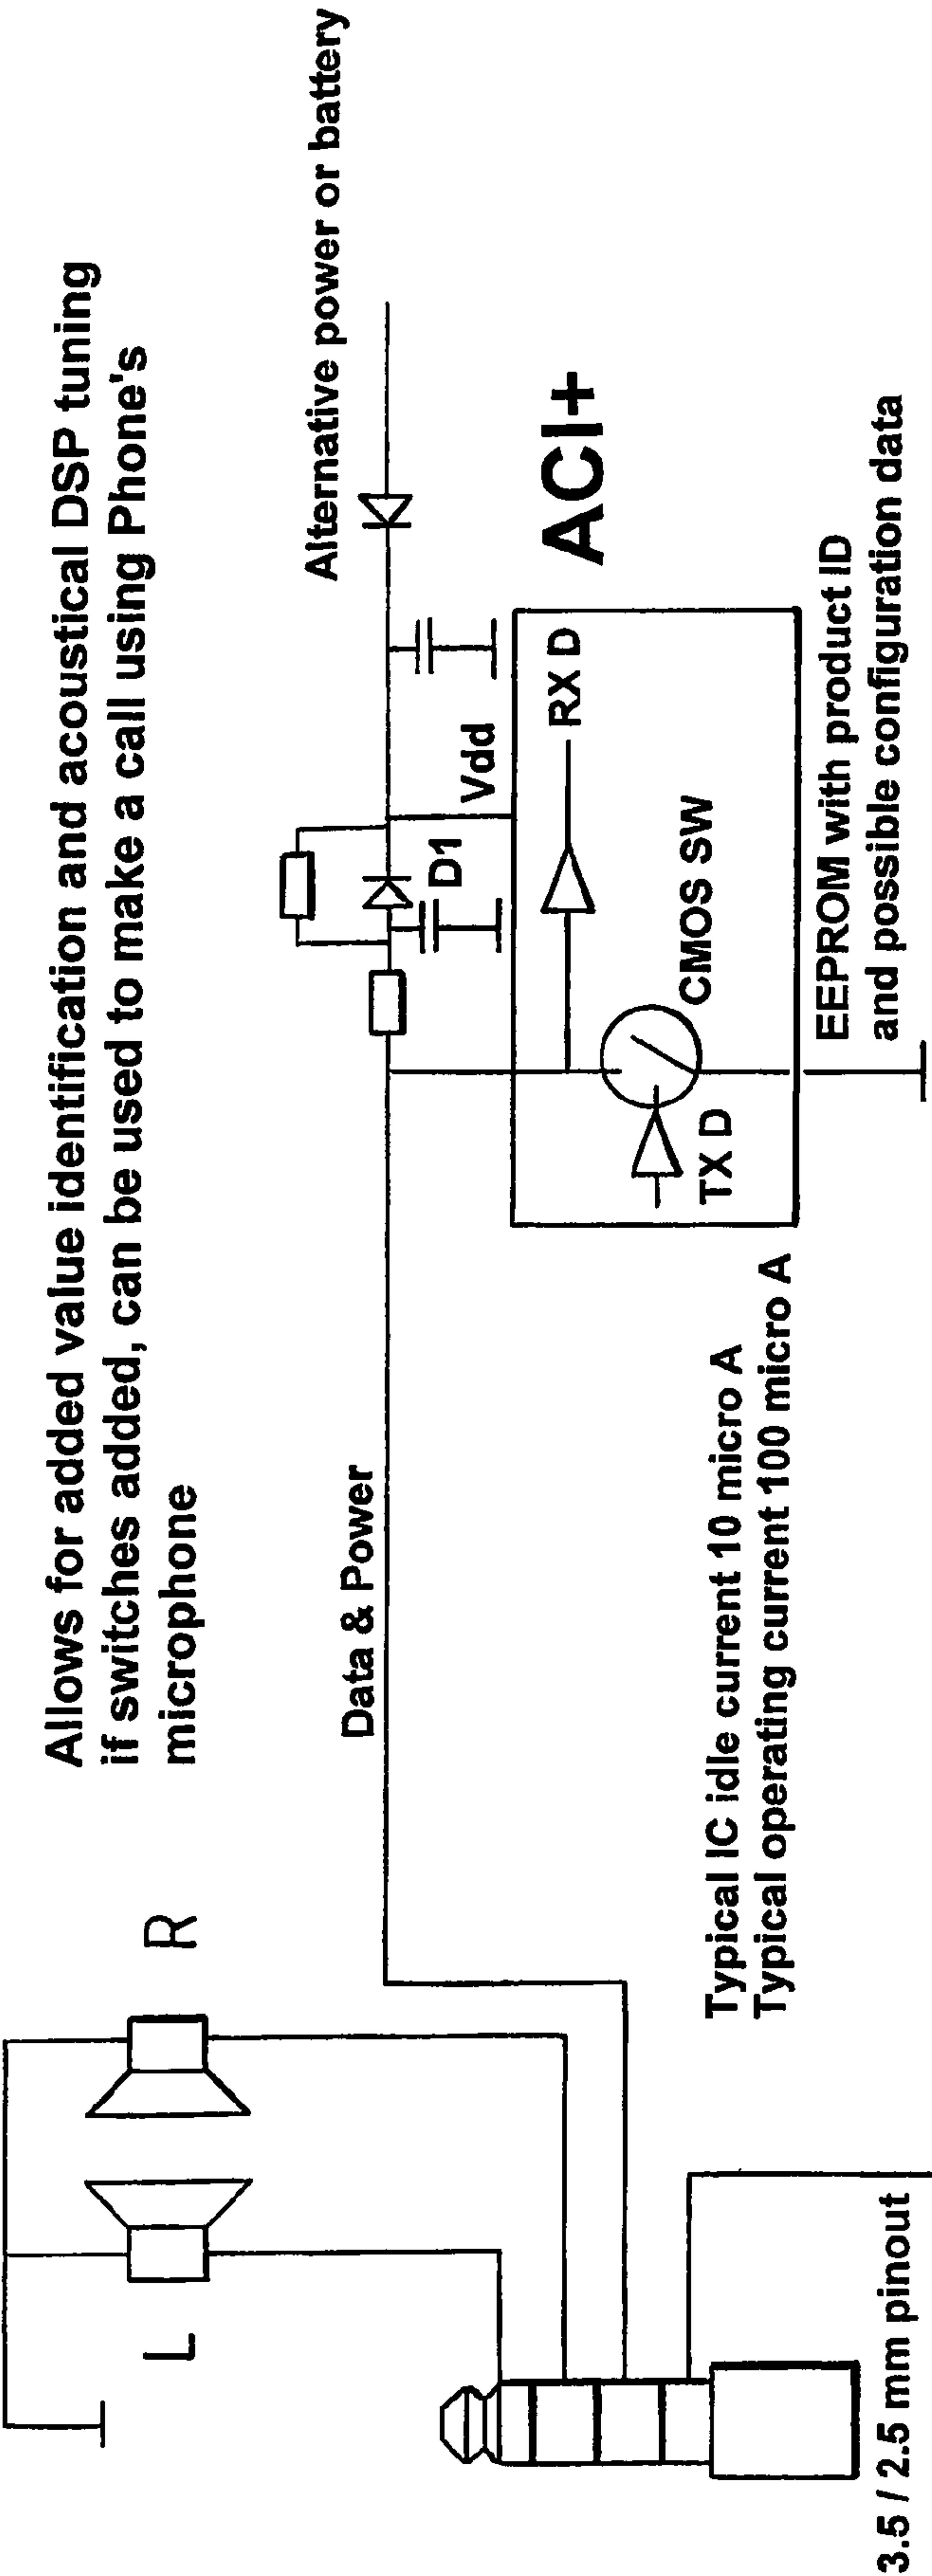 Allows for added value identification and acoustical DSP tuning
if switches added, can be used to make a call using Phone's
microphone
L
R
Alternative power or battery
Data & Power
D1
Vdd
ACI+
RX D
CMOS SW
TX D
Typical IC idle current 10 micro A
Typical operating current 100 micro A
EEPROM with product ID
and possible configuration data
3.5 / 2.5 mm pinout